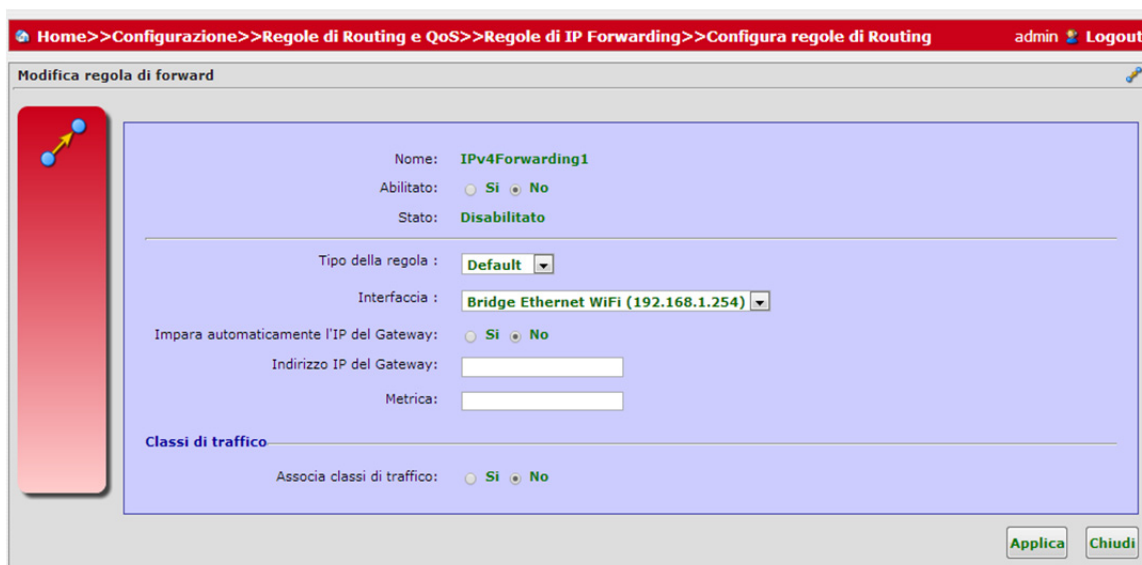 Home>>Configurazione>>Regole di Routing e QoS>>Regole di IP Forwarding>>Configura regole di Routing admin Logout
Modifica regola di forward
Nome: IPv4Forwarding1
Abilitato: Si No
Stato: Disabilitato
Tipo della regola : Default
Interfaccia : Bridge Ethernet WiFi (192.168.1.254)
Impara automaticamente l'IP del Gateway: Si No
Indirizzo IP del Gateway:
Metrica:
Classi di traffico
Associa classi di traffico: Si No
Applica Chiudi